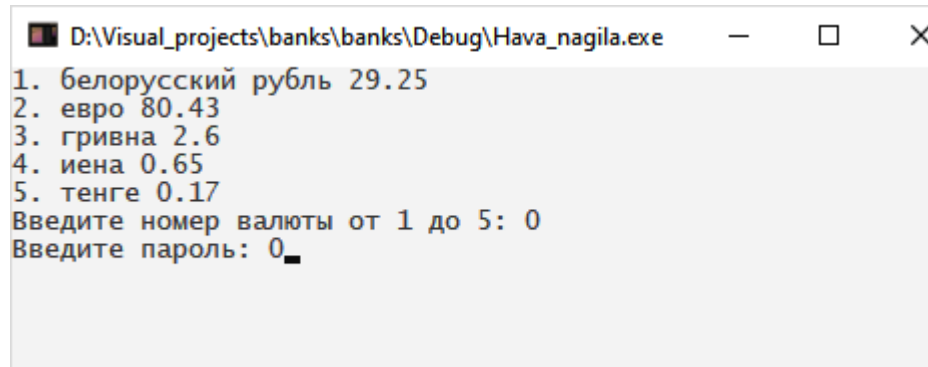 D:\Visual_projects\banks\banks\Debug\Hava_nagila.exe
1. белорусский рубль 29.25
2. евро 80.43
3. гривна 2.6
4. иена 0.65
5. тенге 0.17
Введите номер валюты от 1 до 5: 0
Введите пароль: 0